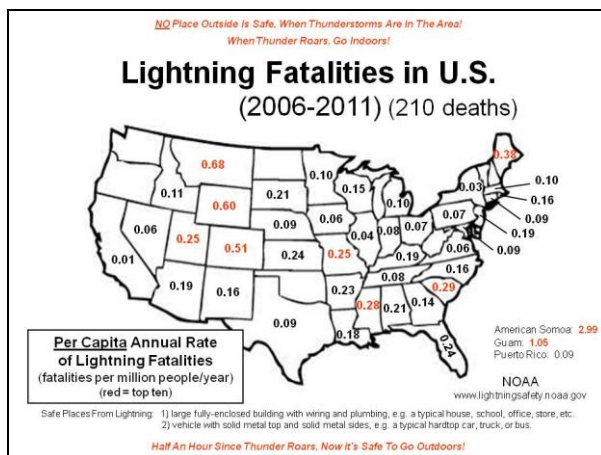 NO Place Outside Is Safe, When Thunderstorms Are In The Area!
When Thunder Roars, Go Indoors!
Lightning Fatalities in U.S.
(2006-2011) (210 deaths)
0.68
0.10
0.38
0.11
0.60
0.21
0.15
0.10
0.03
0.10
0.16
0.09
0.19
0.09
0.06
0.25
0.51
0.09
0.06
0.04
0.08
0.07
0.07
0.01
0.24
0.25
0.19
0.06
0.16
0.08
0.19
0.16
0.23
0.29
0.09
0.28
0.21
0.14
0.18
0.24
Per Capita Annual Rate
of Lightning Fatalities
(fatalities per million people/year)
(red = top ten)
American Somoa: 2.99
Guam: 1.05
Puerto Rico: 0.09
NOAA
www.lightningsafety.noaa.gov
Safe Places From Lightning: 1) large fully-enclosed building with wiring and plumbing, e.g. a typical house, school, office, store, etc.
2) vehicle with solid metal top and solid metal sides, e.g. a typical hardtop car, truck, or bus.
Half An Hour Since Thunder Roars, Now it's Safe To Go Outdoors!